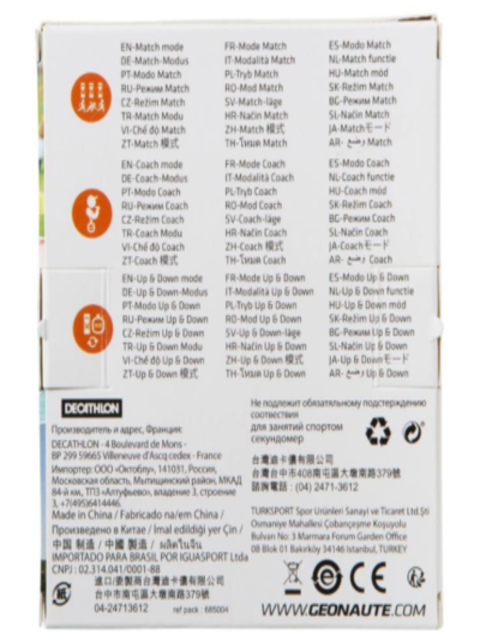 EN-Match mode
DE-Match-Modus
PT-Modo Match
RU-Режим Match
CZ-Režim Match
TR-Match Modu
VI-Chế độ Match
ZT-Match 模式
FR-Mode Match
IT-Modalità Match
PL-Tryb Match
RO-Mod Match
SV-Match-läge
HR-Način Match
ZH-Match 模式
TH-โหมด Match
ES-Modo Match
NL-Match functie
HU-Match mód
SK-Režim Match
BG-Режим Match
SL-Način Match
JA-Matchモード
AR- وضع Match
EN-Coach mode
DE-Coach-Modus
PT-Modo Coach
RU-Режим Coach
CZ-Režim Coach
TR-Coach Modu
VI-Chế độ Coach
ZT-Coach 模式
FR-Mode Coach
IT-Modalità Coach
PL-Tryb Coach
RO-Mod Coach
SV-Coach-läge
HR-Način Coach
ZH-Coach 模式
TH-โหมด Coach
ES-Modo Coach
NL-Coach functie
HU-Coach mód
SK-Režim Coach
BG-Режим Coach
SL-Način Coach
JA-Coachモード
AR- وضع Coach
EN-Up & Down mode
DE-Up & Down-Modus
PT-Modo Up & Down
RU-Режим Up & Down
CZ-Režim Up & Down
TR-Up & Down Modu
VI-Chế độ Up & Down
ZT-Up & Down 模式
FR-Mode Up & Down
IT-Modalità Up & Down
PL-Tryb Up & Down
RO-Mod Up & Down
SV-Up & Down-läge
HR-Način Up & Down
ZH-Up & Down 模式
TH-โหมด Up & Down
ES-Modo Up & Down
NL-Up & Down functie
HU-Up & Down mód
SK-Režim Up & Down
BG-Режим Up & Down
SL-Način Up & Down
JA-Up & Downモード
AR- وضع Up & Down
DECATHLON
Производитель и адрес, Франция:
DECATHLON - 4 Boulevard de Mons -
BP 299 59665 Villeneuve d'Ascq cedex - France
Импортер: ООО "Октоблу", 141031, Россия,
Московская область, Мытищинский район, МКАД
84-й км., ТПЗ «Алтуфьево», владение 3, строение
3, +7(495)6414446.
Made in China / Fabricado na/em China /
Произведено в Китае / İmal edildiği yer Çin /
中国 制造 / 中國 製造 / ผลิตในจีน
IMPORTADO PARA BRASIL POR IGUASPORT Ltda
CNPJ : 02.314.041/0001-88
進口/委製商台灣迪卡儂有限公司
台灣台中市408南屯區大墩南路379號
04-24713612
ref pack : 685004
Не подлежит обязательному подстверждению
соотвествия
для занятий спортом
секундомер
台灣迪卡儂有限公司
台灣台中市408南屯區大墩南路379號
諮詢電話 : (04) 2471-3612
TURKSPORT Spor Urünleri Sanayi ve Ticaret Ltd.Şti
Osmaniye Mahallesi Çobançeşme Koşuyolu
Bulvarı No: 3 Marmara Forum Garden Office
08 Blok 01 Bakırköy 34146 İstanbul, TURKEY
CE
WWW.GEONAUTE.COM